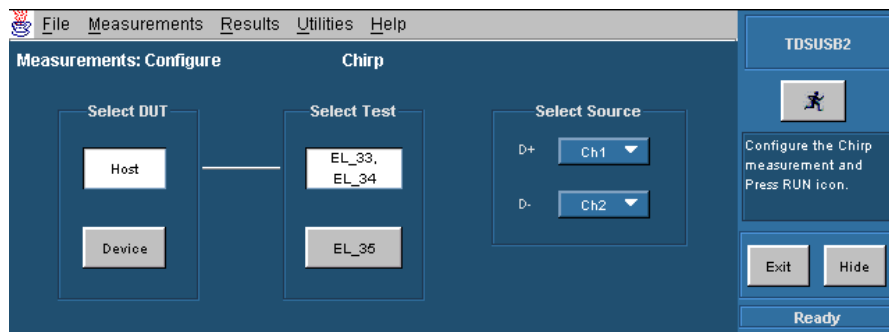 File Measurements Results Utilities Help
Measurements: Configure Chirp
Select DUT
Host
Device
Select Test
EL_33,
EL_34
EL_35
Select Source
D+ Ch1
D- Ch2
TDSUSB2
Configure the Chirp
measurement and
Press RUN icon.
Exit Hide
Ready